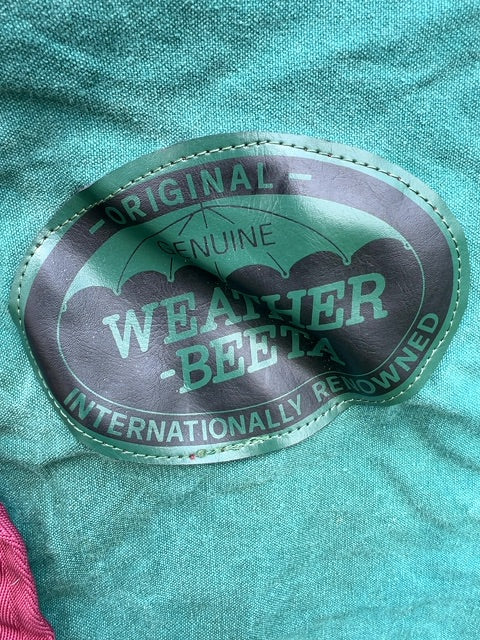 - ORIGINAL -
GENUINE
WEATHER
-BEETA
INTERNATIONALLY RENOWNED